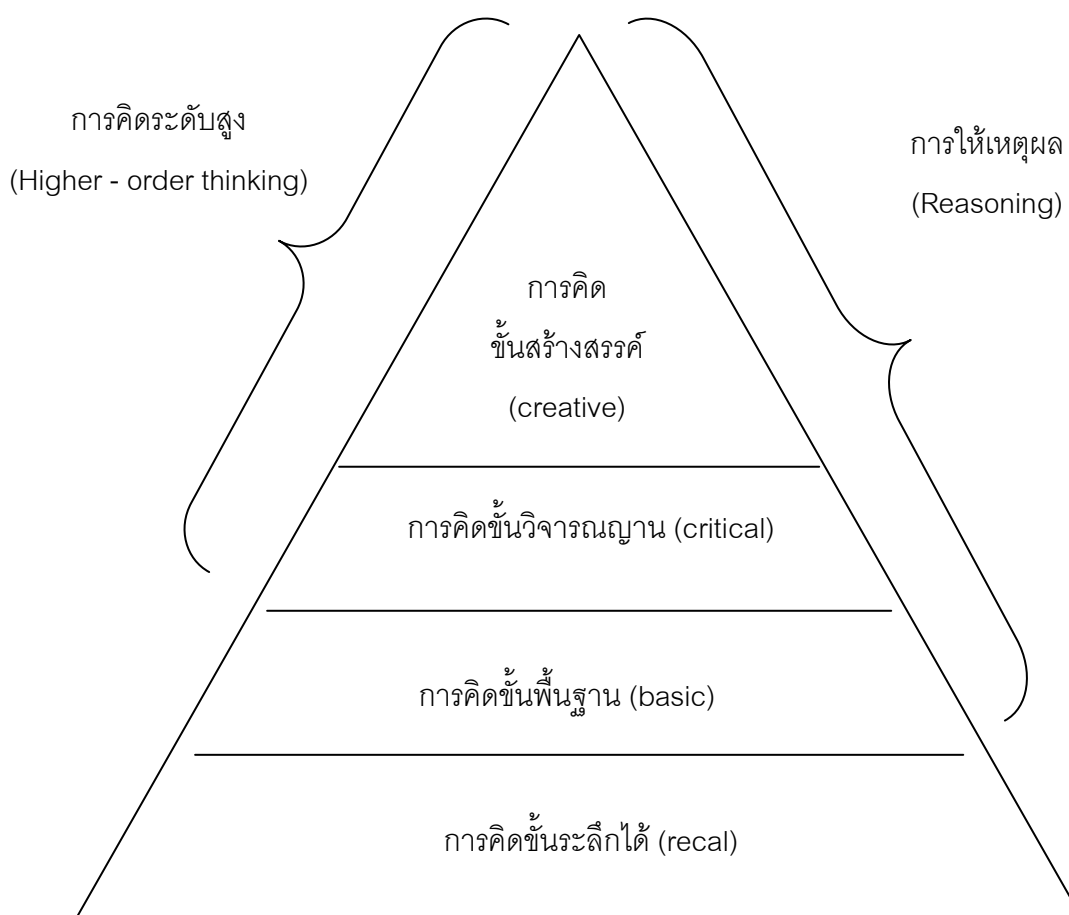 การคิดระดับสูง
(Higher - order thinking)
การให้เหตุผล
(Reasoning)
การคิด
ขั้นสร้างสรรค์
(creative)
การคิดขั้นวิจารณญาน (critical)
การคิดขั้นพื้นฐาน (basic)
การคิดขั้นระลึกได้ (recal)